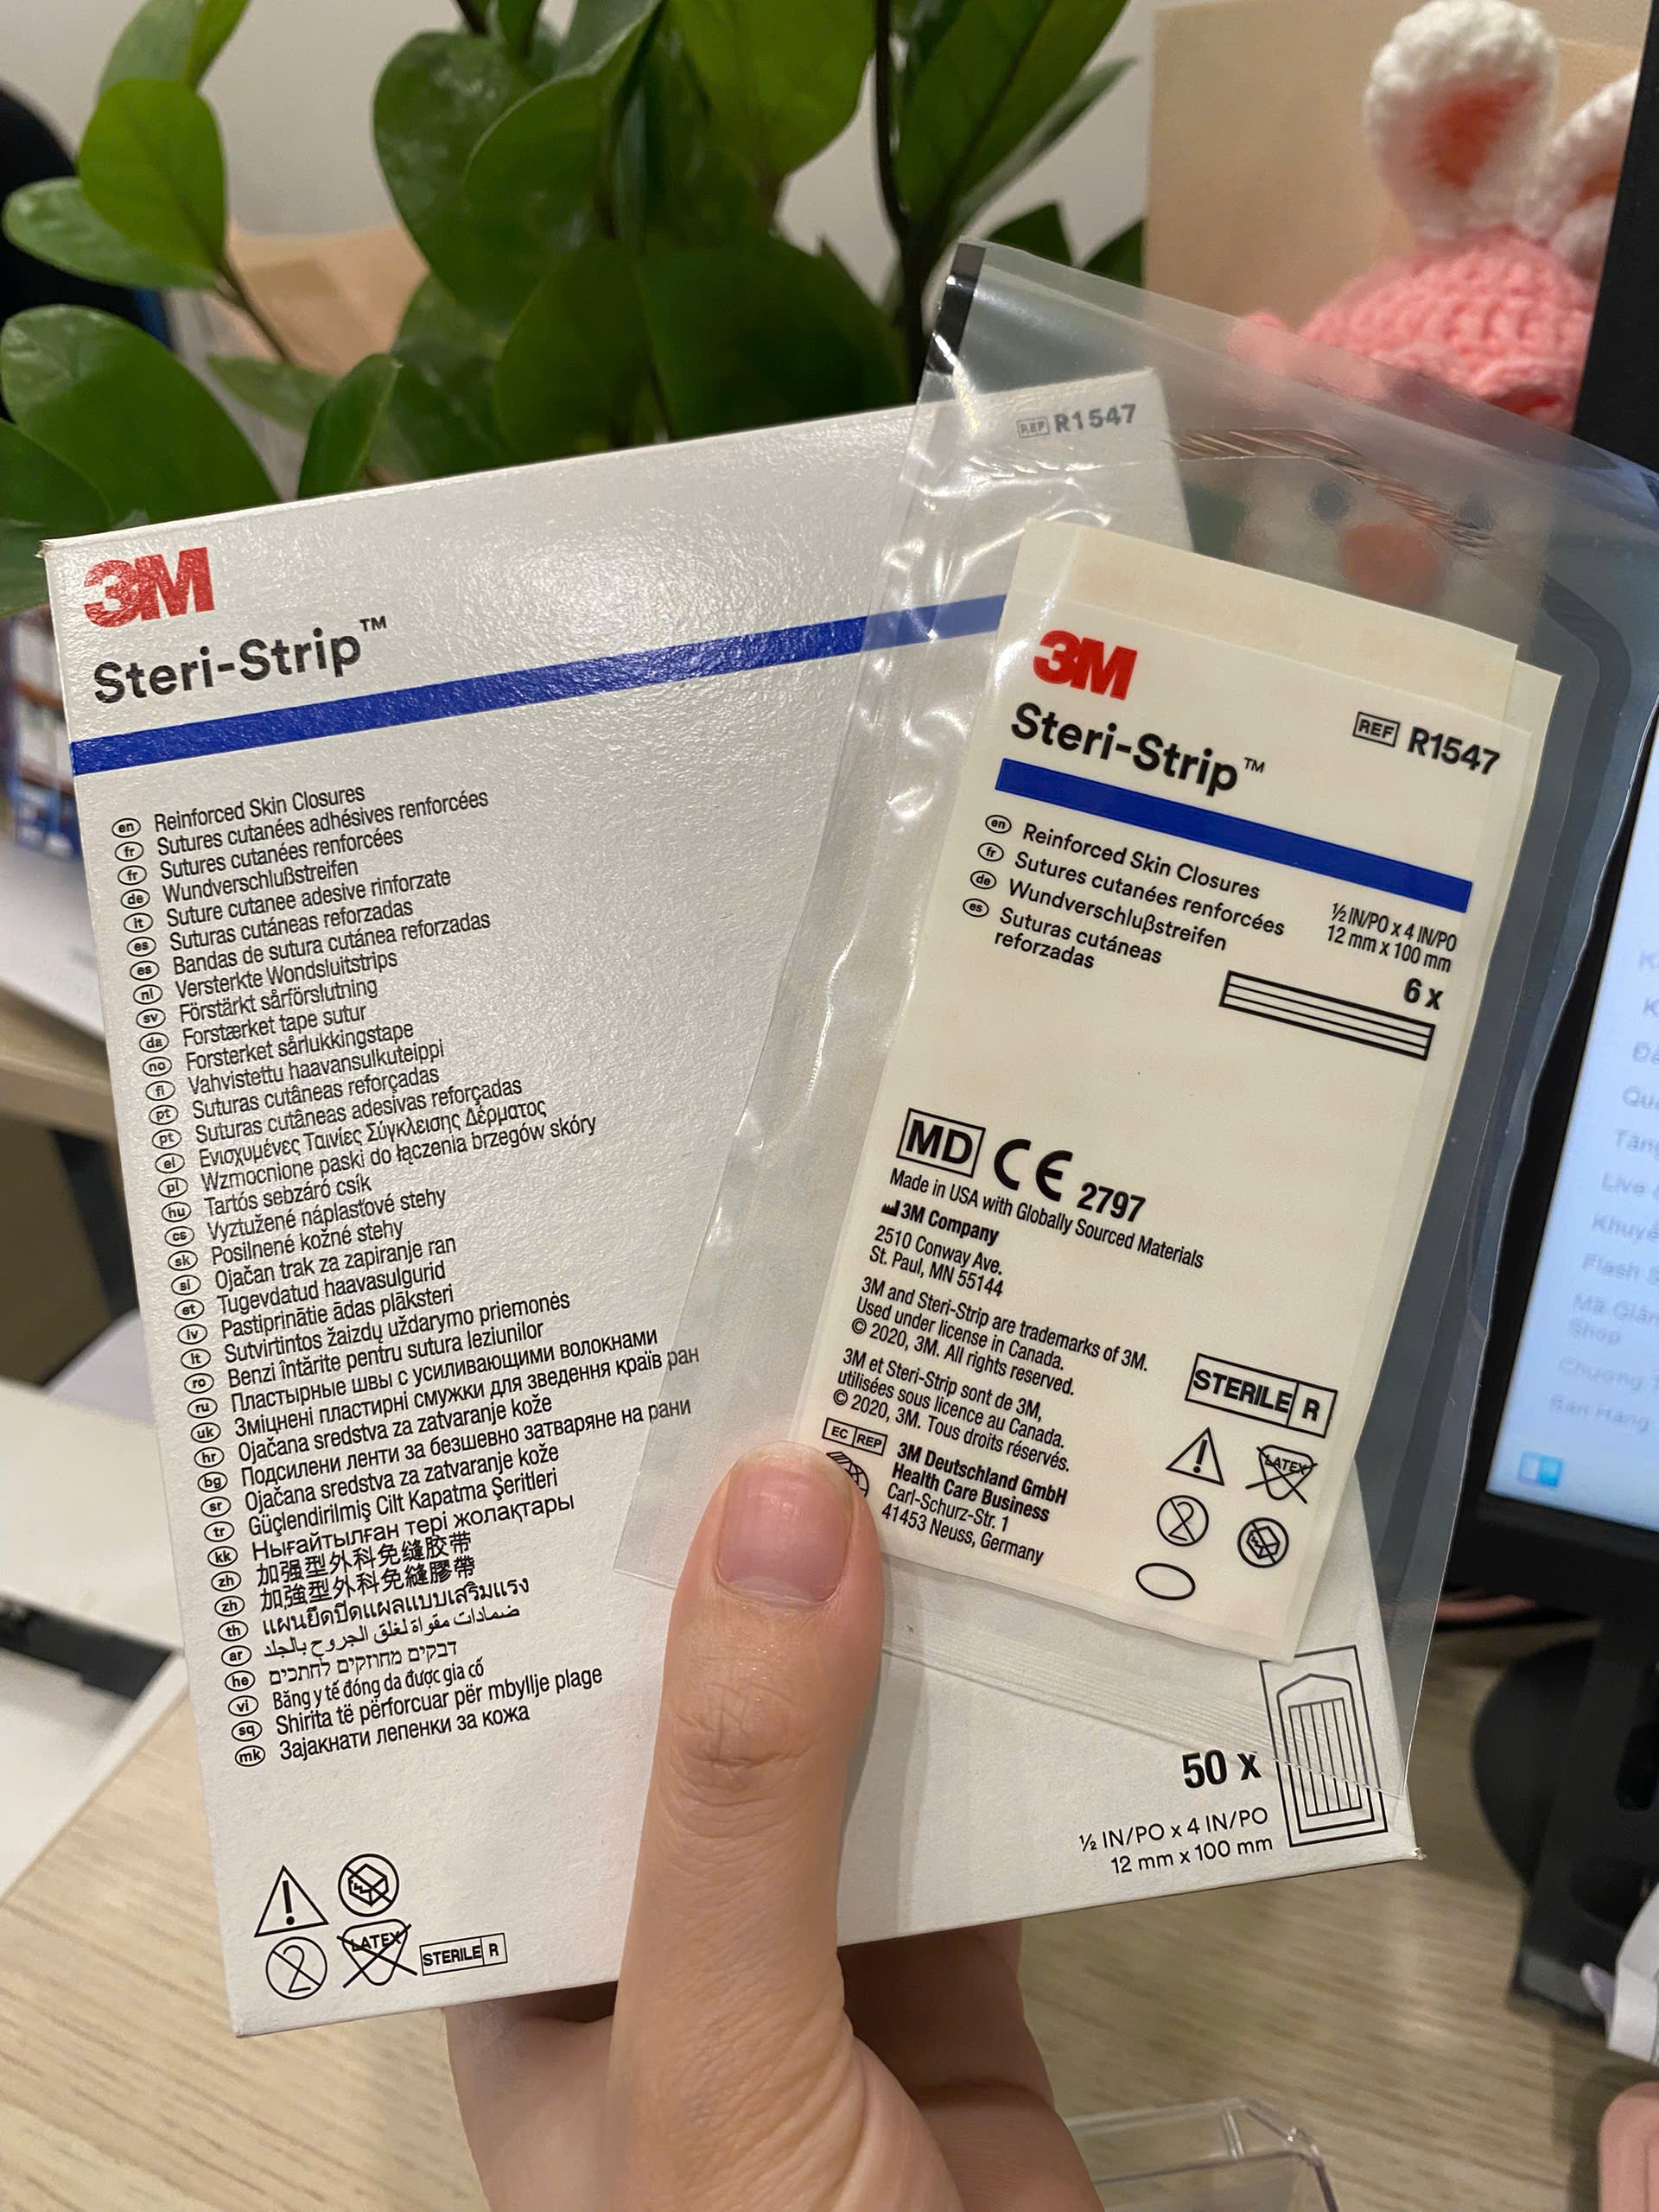 REF R1547
3M
Steri-Strip™
en Reinforced Skin Closures
fr Sutures cutanées adhésives renforcées
fr Sutures cutanées renforcées
de Wundverschlußstreifen
it Suture cutanee adesive rinforzate
es Suturas cutáneas reforzadas
es Bandas de sutura cutánea reforzadas
nl Versterkte Wondsluitstrips
sv Förstärkt sårförslutning
da Forstærket tape sutur
no Forsterket sårlukkingstape
fi Vahvistettu haavansulkuteippi
pt Suturas cutâneas reforçadas
pt Suturas cutâneas adesivas reforçadas
el Ενισχυμένες Ταινίες Σύγκλεισης Δέρματος
pl Wzmocnione paski do łączenia brzegów skóry
hu Tartós sebzáró csík
cs Vyztužené náplasťové stehy
sk Posilnené kožné stehy
sl Ojačan trak za zapiranje ran
et Tugevdatud haavasulgurid
lv Pastiprinātie ādas plāksteri
lt Sutvirtintos žaizdų uždarymo priemonės
ro Benzi întărite pentru sutura leziunilor
ru Пластырные швы с усиливающими волокнами
uk Зміцнені пластирні смужки для зведення країв ран
hr Ojačana sredstva za zatvaranje kože
bg Подсилени ленти за безшевно затваряне на рани
sr Ojačana sredstva za zatvaranje kože
tr Güçlendirilmiş Cilt Kapatma Şeritleri
kk Нығайтылған тері жолақтары
zh 加强型外科免缝胶带
zh 加強型外科免縫膠帶
th แผนยึดปิดแผลแบบเสริมแรง
ar ضمادات مقواة لغلق الجروح بالجلد
he דבקים מחוזקים לחתכים
vi Băng y tế đóng da được gia cố
sq Shirita të përforcuar për mbyllje plage
mk Зајакнати лепенки за кожа
LATEX
2
STERILE R
50 x
½ IN/PO x 4 IN/PO
12 mm x 100 mm
3M
Steri-Strip™
REF R1547
en Reinforced Skin Closures
fr Sutures cutanées renforcées
de Wundverschlußstreifen
es Suturas cutáneas
reforzadas
½ IN/PO x 4 IN/PO
12 mm x 100 mm
6 x
MD CE 2797
Made in USA with Globally Sourced Materials
3M Company
2510 Conway Ave.
St. Paul, MN 55144
3M and Steri-Strip are trademarks of 3M.
Used under license in Canada.
© 2020, 3M. All rights reserved.
3M et Steri-Strip sont de 3M,
utilisées sous licence au Canada.
© 2020, 3M. Tous droits réservés.
EC REP
3M Deutschland GmbH
Health Care Business
Carl-Schurz-Str. 1
41453 Neuss, Germany
STERILE R
LATEX
2
Live
Flash
Shop